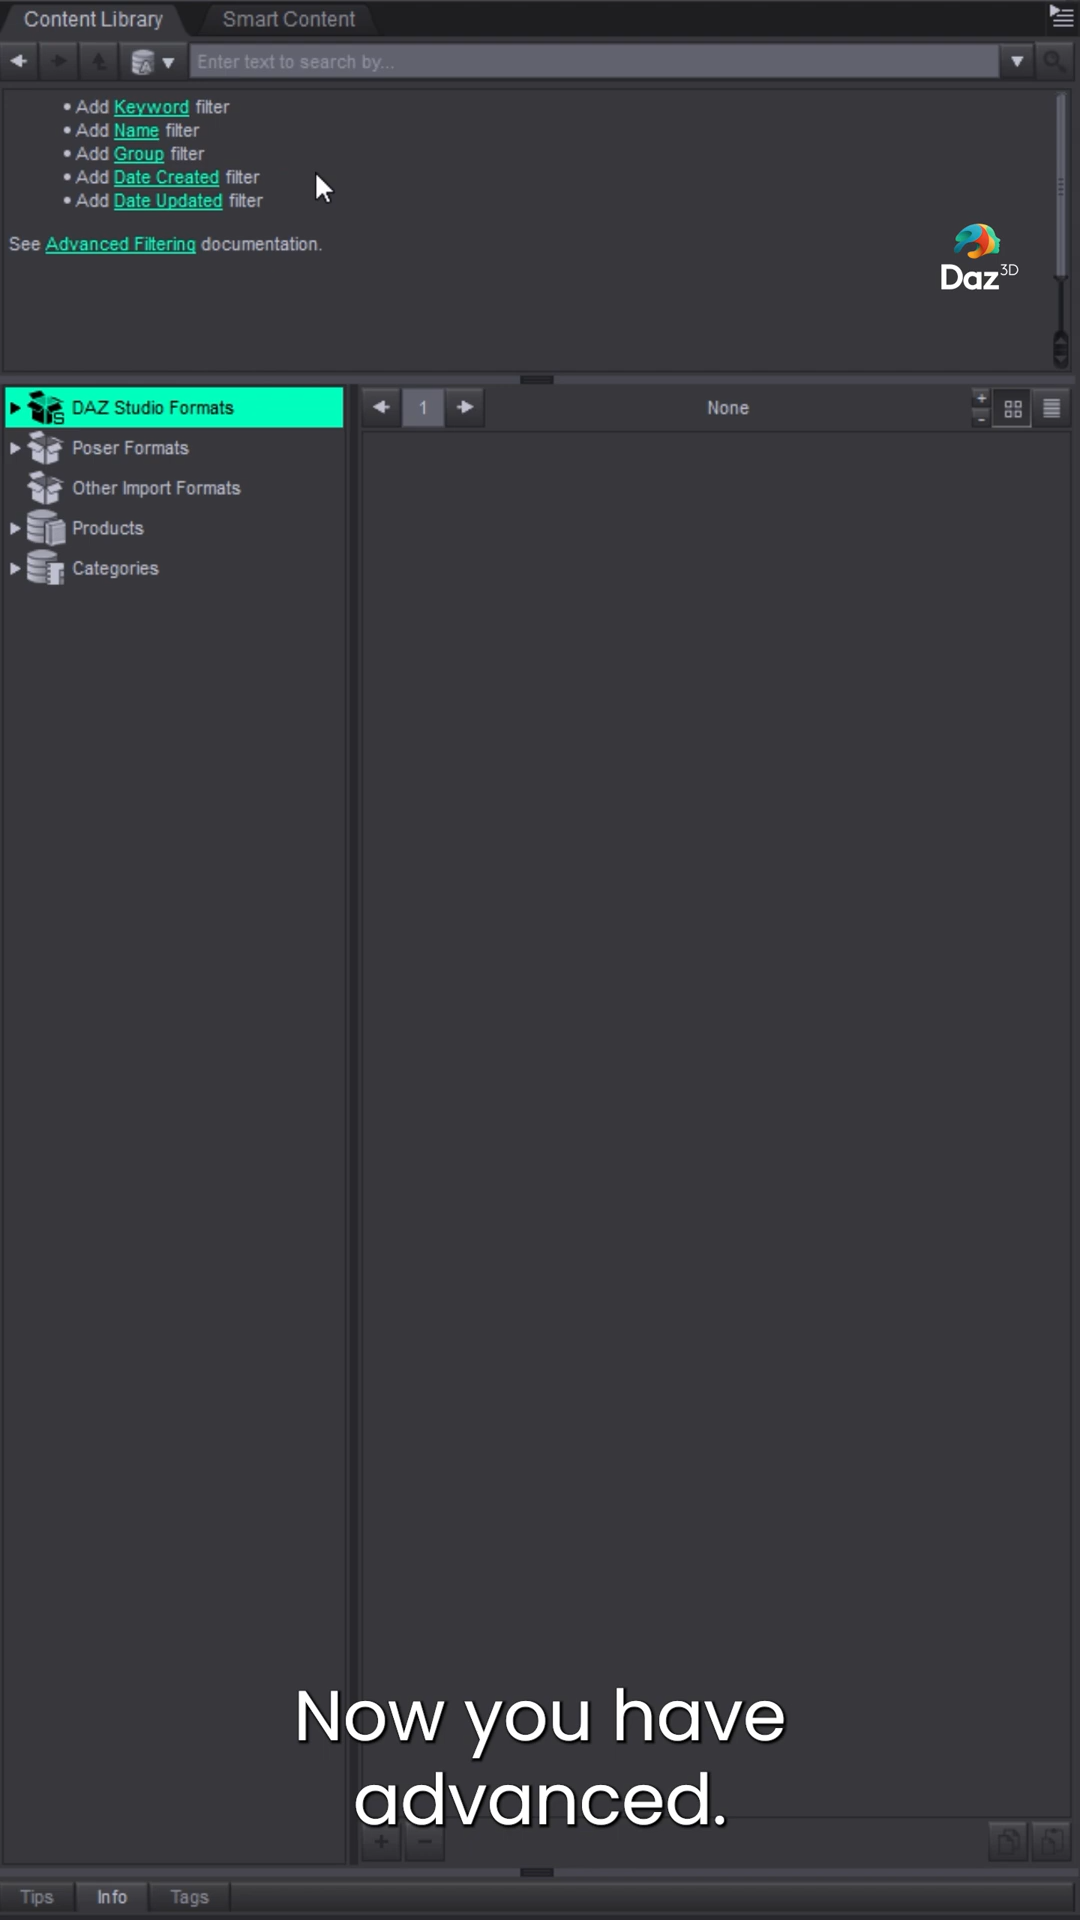 Content Library
Smart Content
Enter text to search by...
• Add Keyword filter
• Add Name filter
• Add Group filter
• Add Date Created filter
• Add Date Updated filter
See Advanced Filtering documentation.
Daz 3D
DAZ Studio Formats
Poser Formats
Other Import Formats
Products
Categories
1
None
Now you have
advanced.
Tips
Info
Tags